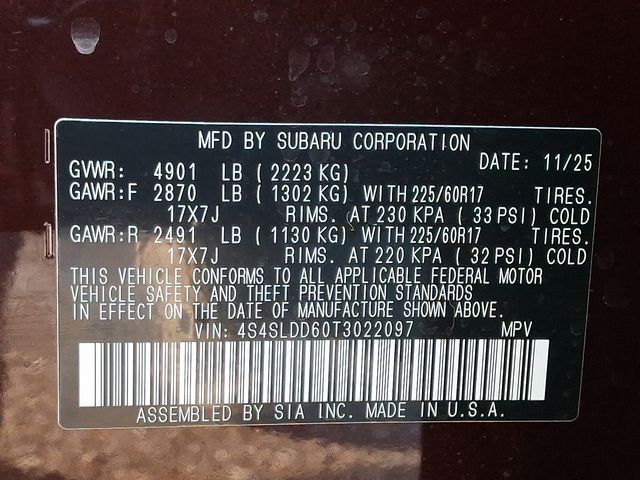 MFD BY SUBARU CORPORATION
DATE: 11/25
GVWR: 4901 LB ( 2223 KG)
GAWR:F 2870 LB ( 1302 KG) WITH 225/60R17 TIRES.
17X7J RIMS. AT 230 KPA ( 33 PSI) COLD
GAWR:R 2491 LB ( 1130 KG) WITH 225/60R17 TIRES.
17X7J RIMS. AT 220 KPA ( 32 PSI) COLD
THIS VEHICLE CONFORMS TO ALL APPLICABLE FEDERAL MOTOR
VEHICLE SAFETY AND THEFT PREVENTION STANDARDS
IN EFFECT ON THE DATE OF MANUFACTURE SHOWN ABOVE.
VIN: 4S4SLDD60T3022097 MPV
ASSEMBLED BY SIA INC. MADE IN U.S.A.